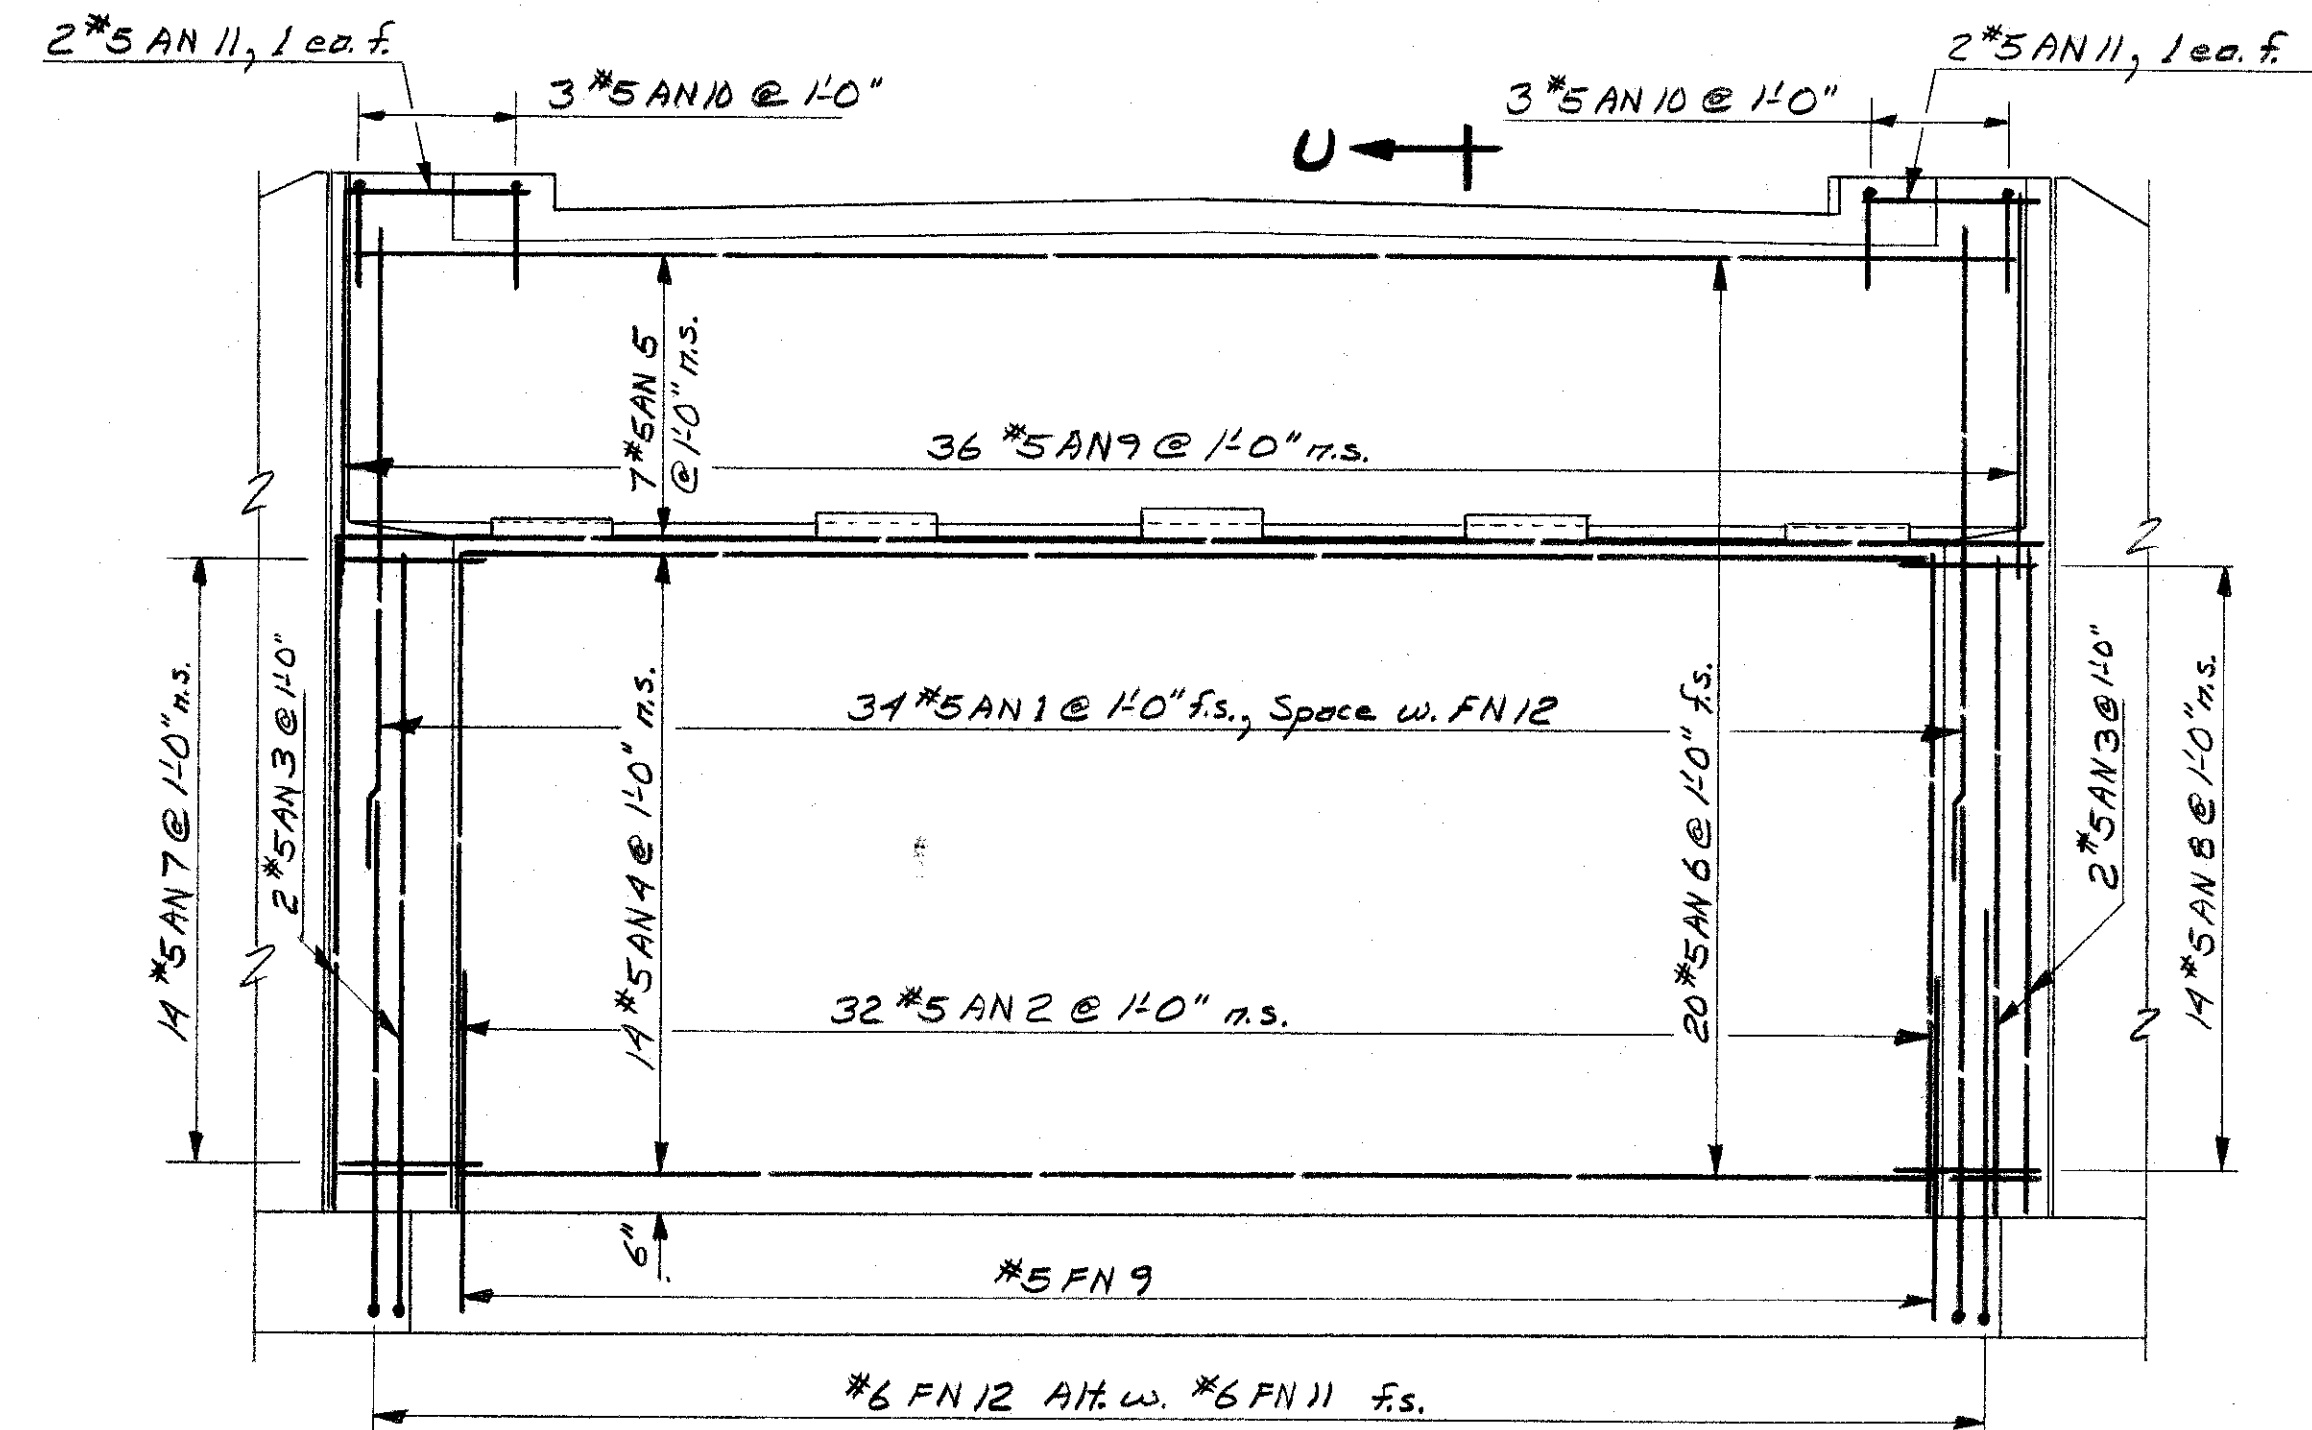 2 #5 AN 11, 1 ea. f.
3 #5 AN 10 @ 1'-0"
3 #5 AN 10 @ 1'-0"
2 #5 AN 11, 1 ea. f.
U
7 #5 AN 5
@ 1'-0" n.s.
36 #5 AN 9 @ 1'-0" n.s.
34 #5 AN 1 @ 1'-0" f.s., Space w. FN 12
14 #5 AN 7 @ 1'-0" n.s.
2 #5 AN 3 @ 1'-0"
14 #5 AN 4 @ 1'-0" n.s.
20 #5 AN 6 @ 1'-0" f.s.
2 #5 AN 3 @ 1'-0"
14 #5 AN 8 @ 1'-0" n.s.
32 #5 AN 2 @ 1'-0" n.s.
6"
#5 FN 9
#6 FN 12 Alt. w. #6 FN 11 f.s.